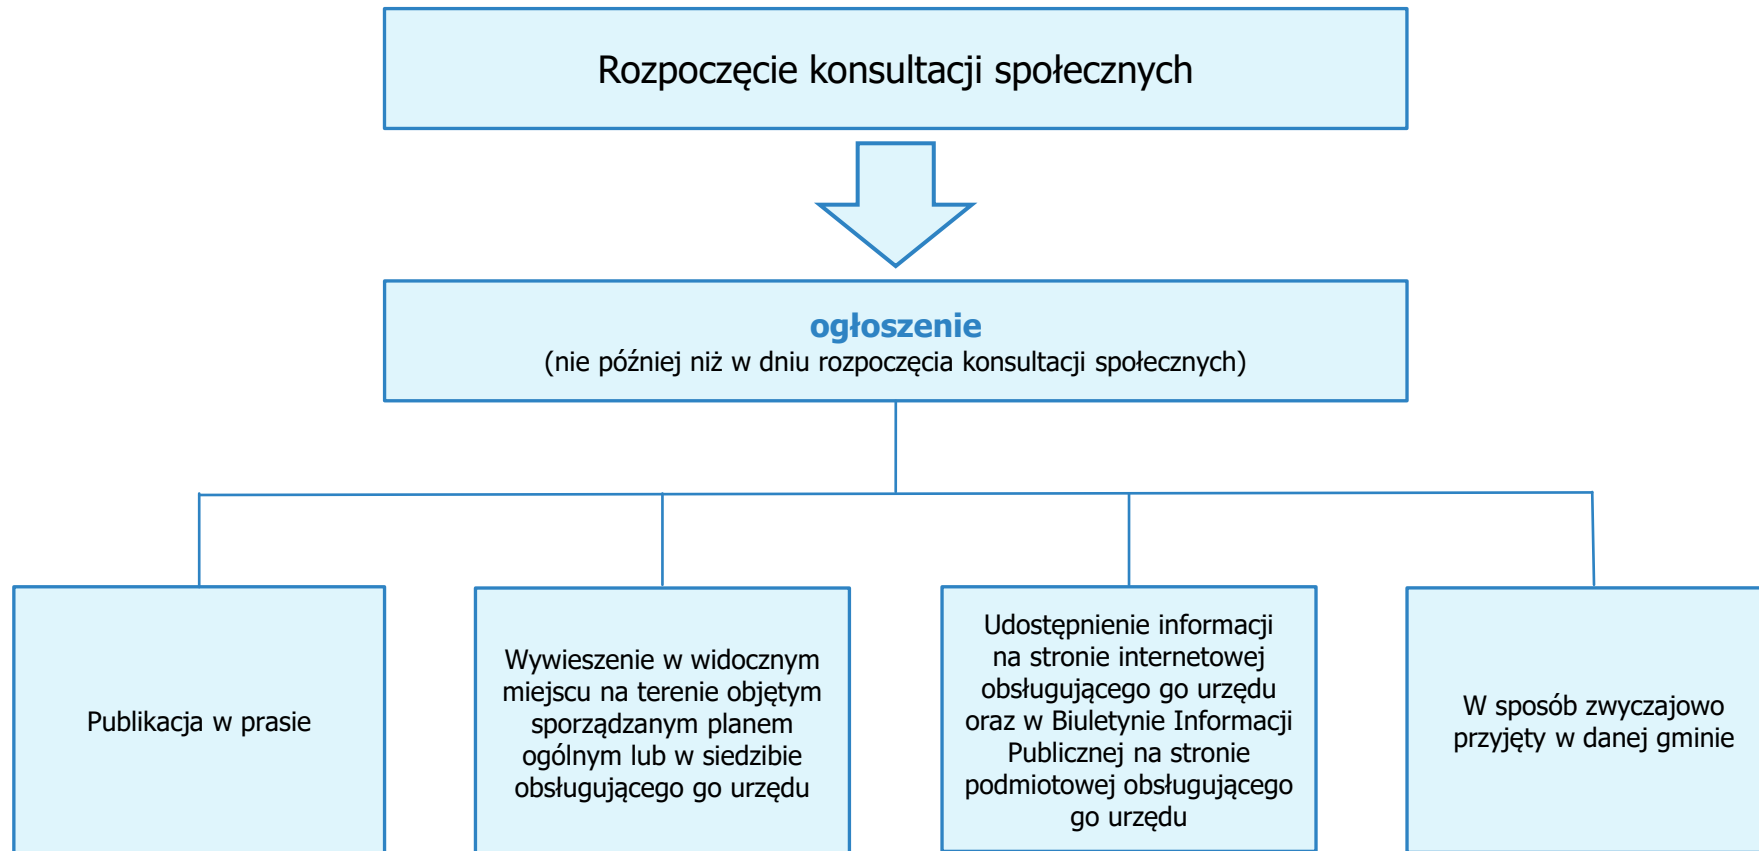 Rozpoczęcie konsultacji społecznych
ogłoszenie
(nie później niż w dniu rozpoczęcia konsultacji społecznych)
Publikacja w prasie
Wywieszenie w widocznym
miejscu na terenie objętym
sporządzanym planem
ogólnym lub w siedzibie
obsługującego go urzędu
Udostępnienie informacji
na stronie internetowej
obsługującego go urzędu
oraz w Biuletynie Informacji
Publicznej na stronie
podmiotowej obsługującego
go urzędu
W sposób zwyczajowo
przyjęty w danej gminie